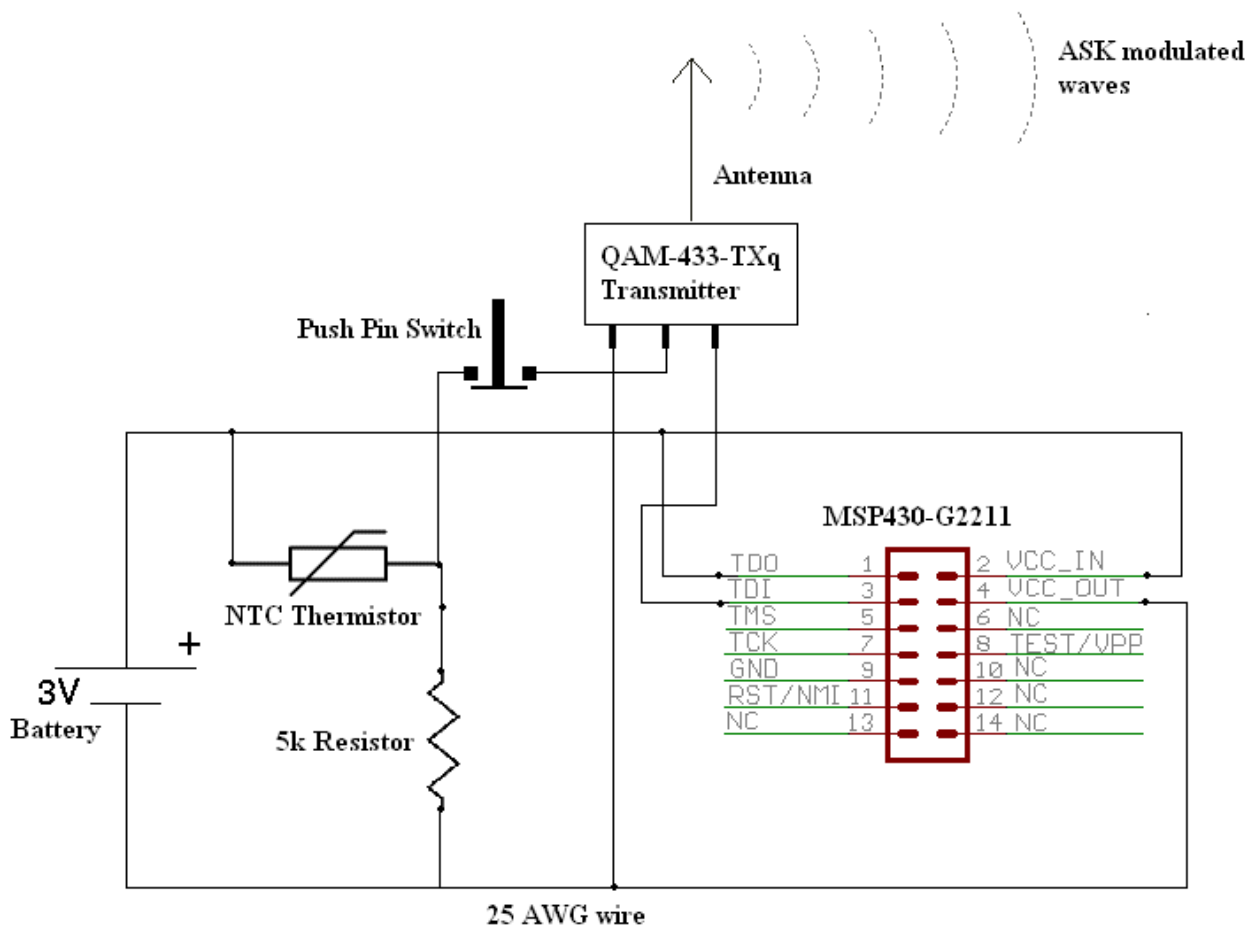 ASK modulated
waves
Antenna
QAM-433-TXq
Transmitter
Push Pin Switch
MSP430-G2211
TDO 1 2 VCC_IN
TDI 3 4 VCC_OUT
TMS 5 6 NC
TCK 7 8 TEST/VPP
GND 9 10 NC
RST/NMI 11 12 NC
NC 13 14 NC
NTC Thermistor
+
3V
Battery
5k Resistor
25 AWG wire